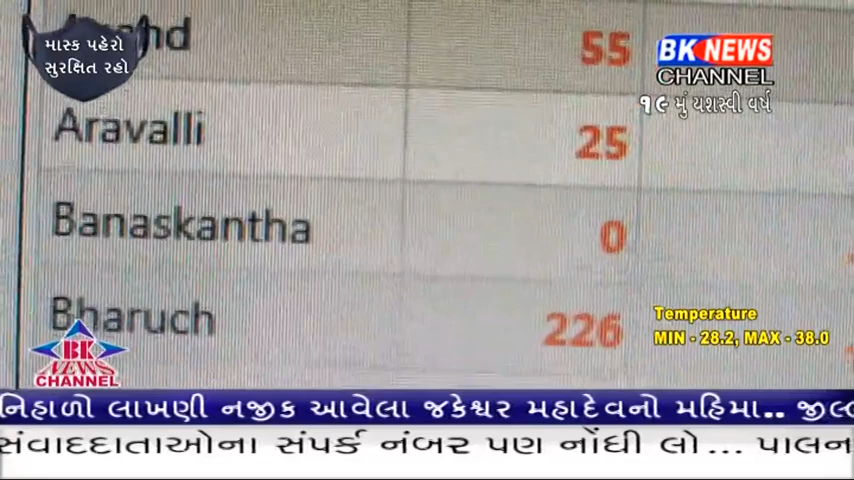 માસ્ક પહેરો
સુરક્ષિત રહો
55
BK NEWS
CHANNEL
૧૯ મું યશસ્વી વર્ષ
Aravalli 25
Banaskantha 0
Bharuch 226
Temperature
MIN - 28.2, MAX - 38.0
BK
NEWS
CHANNEL
નિહાળો લાખણી નજીક આવેલા જકેશ્વર મહાદેવનો મહિમા..
સંવાદદાતાઓના સંપર્ક નંબર પણ નોંધી લો...